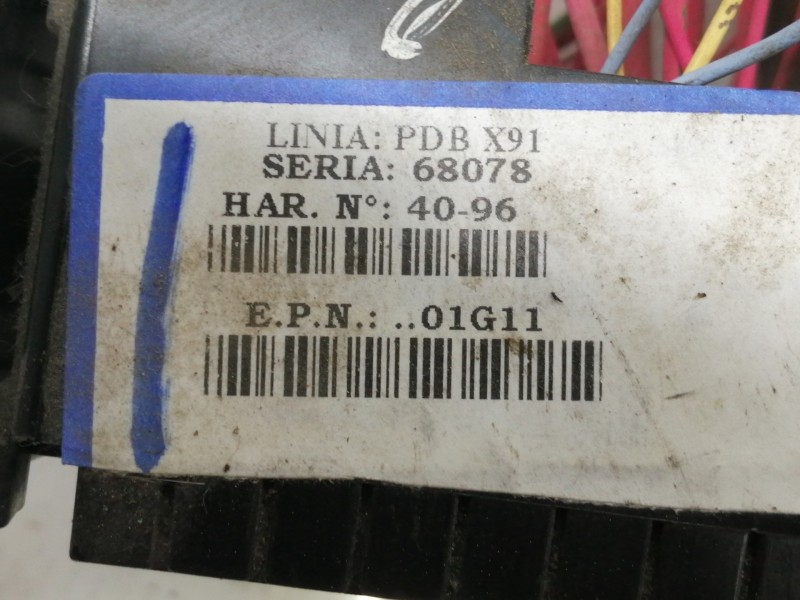 LINIA: PDB X91
SERIA: 68078
HAR. N°: 40-96
E.P.N.: ..01G11